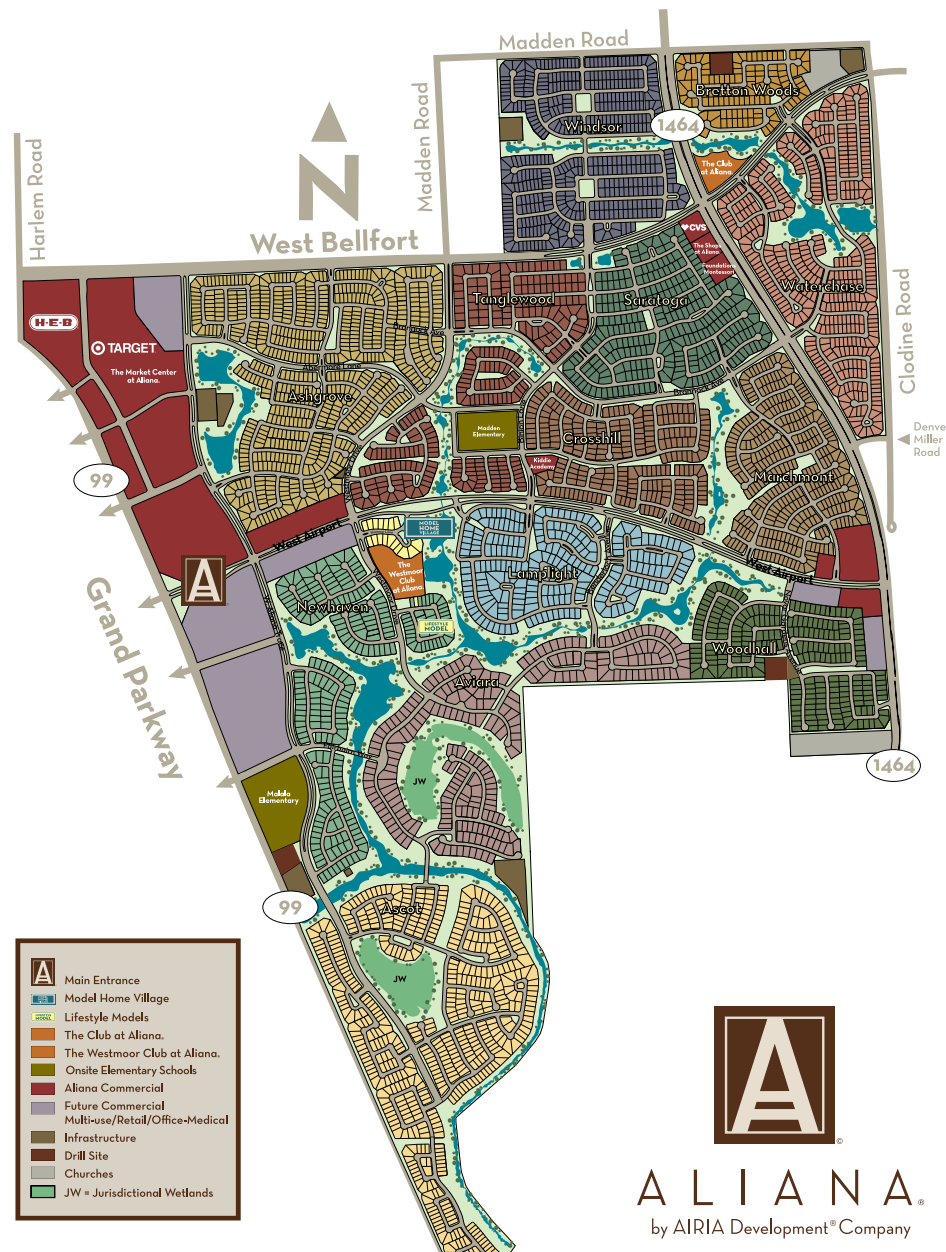 Madden Road
Madden Road
Harlem Road
N
West Bellfort
Windsor
1464
Bretton Woods
The Club
at Aliana.
CVS
The Shops
at Aliana
Foundations
Montessori
Waterchase
Clodine Road
Denve
Miller
Road
H-E-B
TARGET
The Market Center
at Aliana.
Tanglewood
Saratoga
Ashgrove
Madden
Elementary
Crosshill
Kiddie
Academy
Marchmont
99
West Airport
MODEL
HOME
VILLAGE
The
Westmoor
Club
at Aliana.
Lamplight
West Airport
A
Newhaven
LIFESTYLE
MODEL
Woodhall
Aviara
Grand Parkway
1464
JW
Malala
Elementary
99
Ascot
JW
A
Main Entrance
Model Home Village
Lifestyle Models
The Club at Aliana.
The Westmoor Club at Aliana.
Onsite Elementary Schools
Aliana Commercial
Future Commercial
Multi-use/Retail/Office-Medical
Infrastructure
Drill Site
Churches
JW = Jurisdictional Wetlands
A
©
ALIANA®
by AIRIA Development® Company